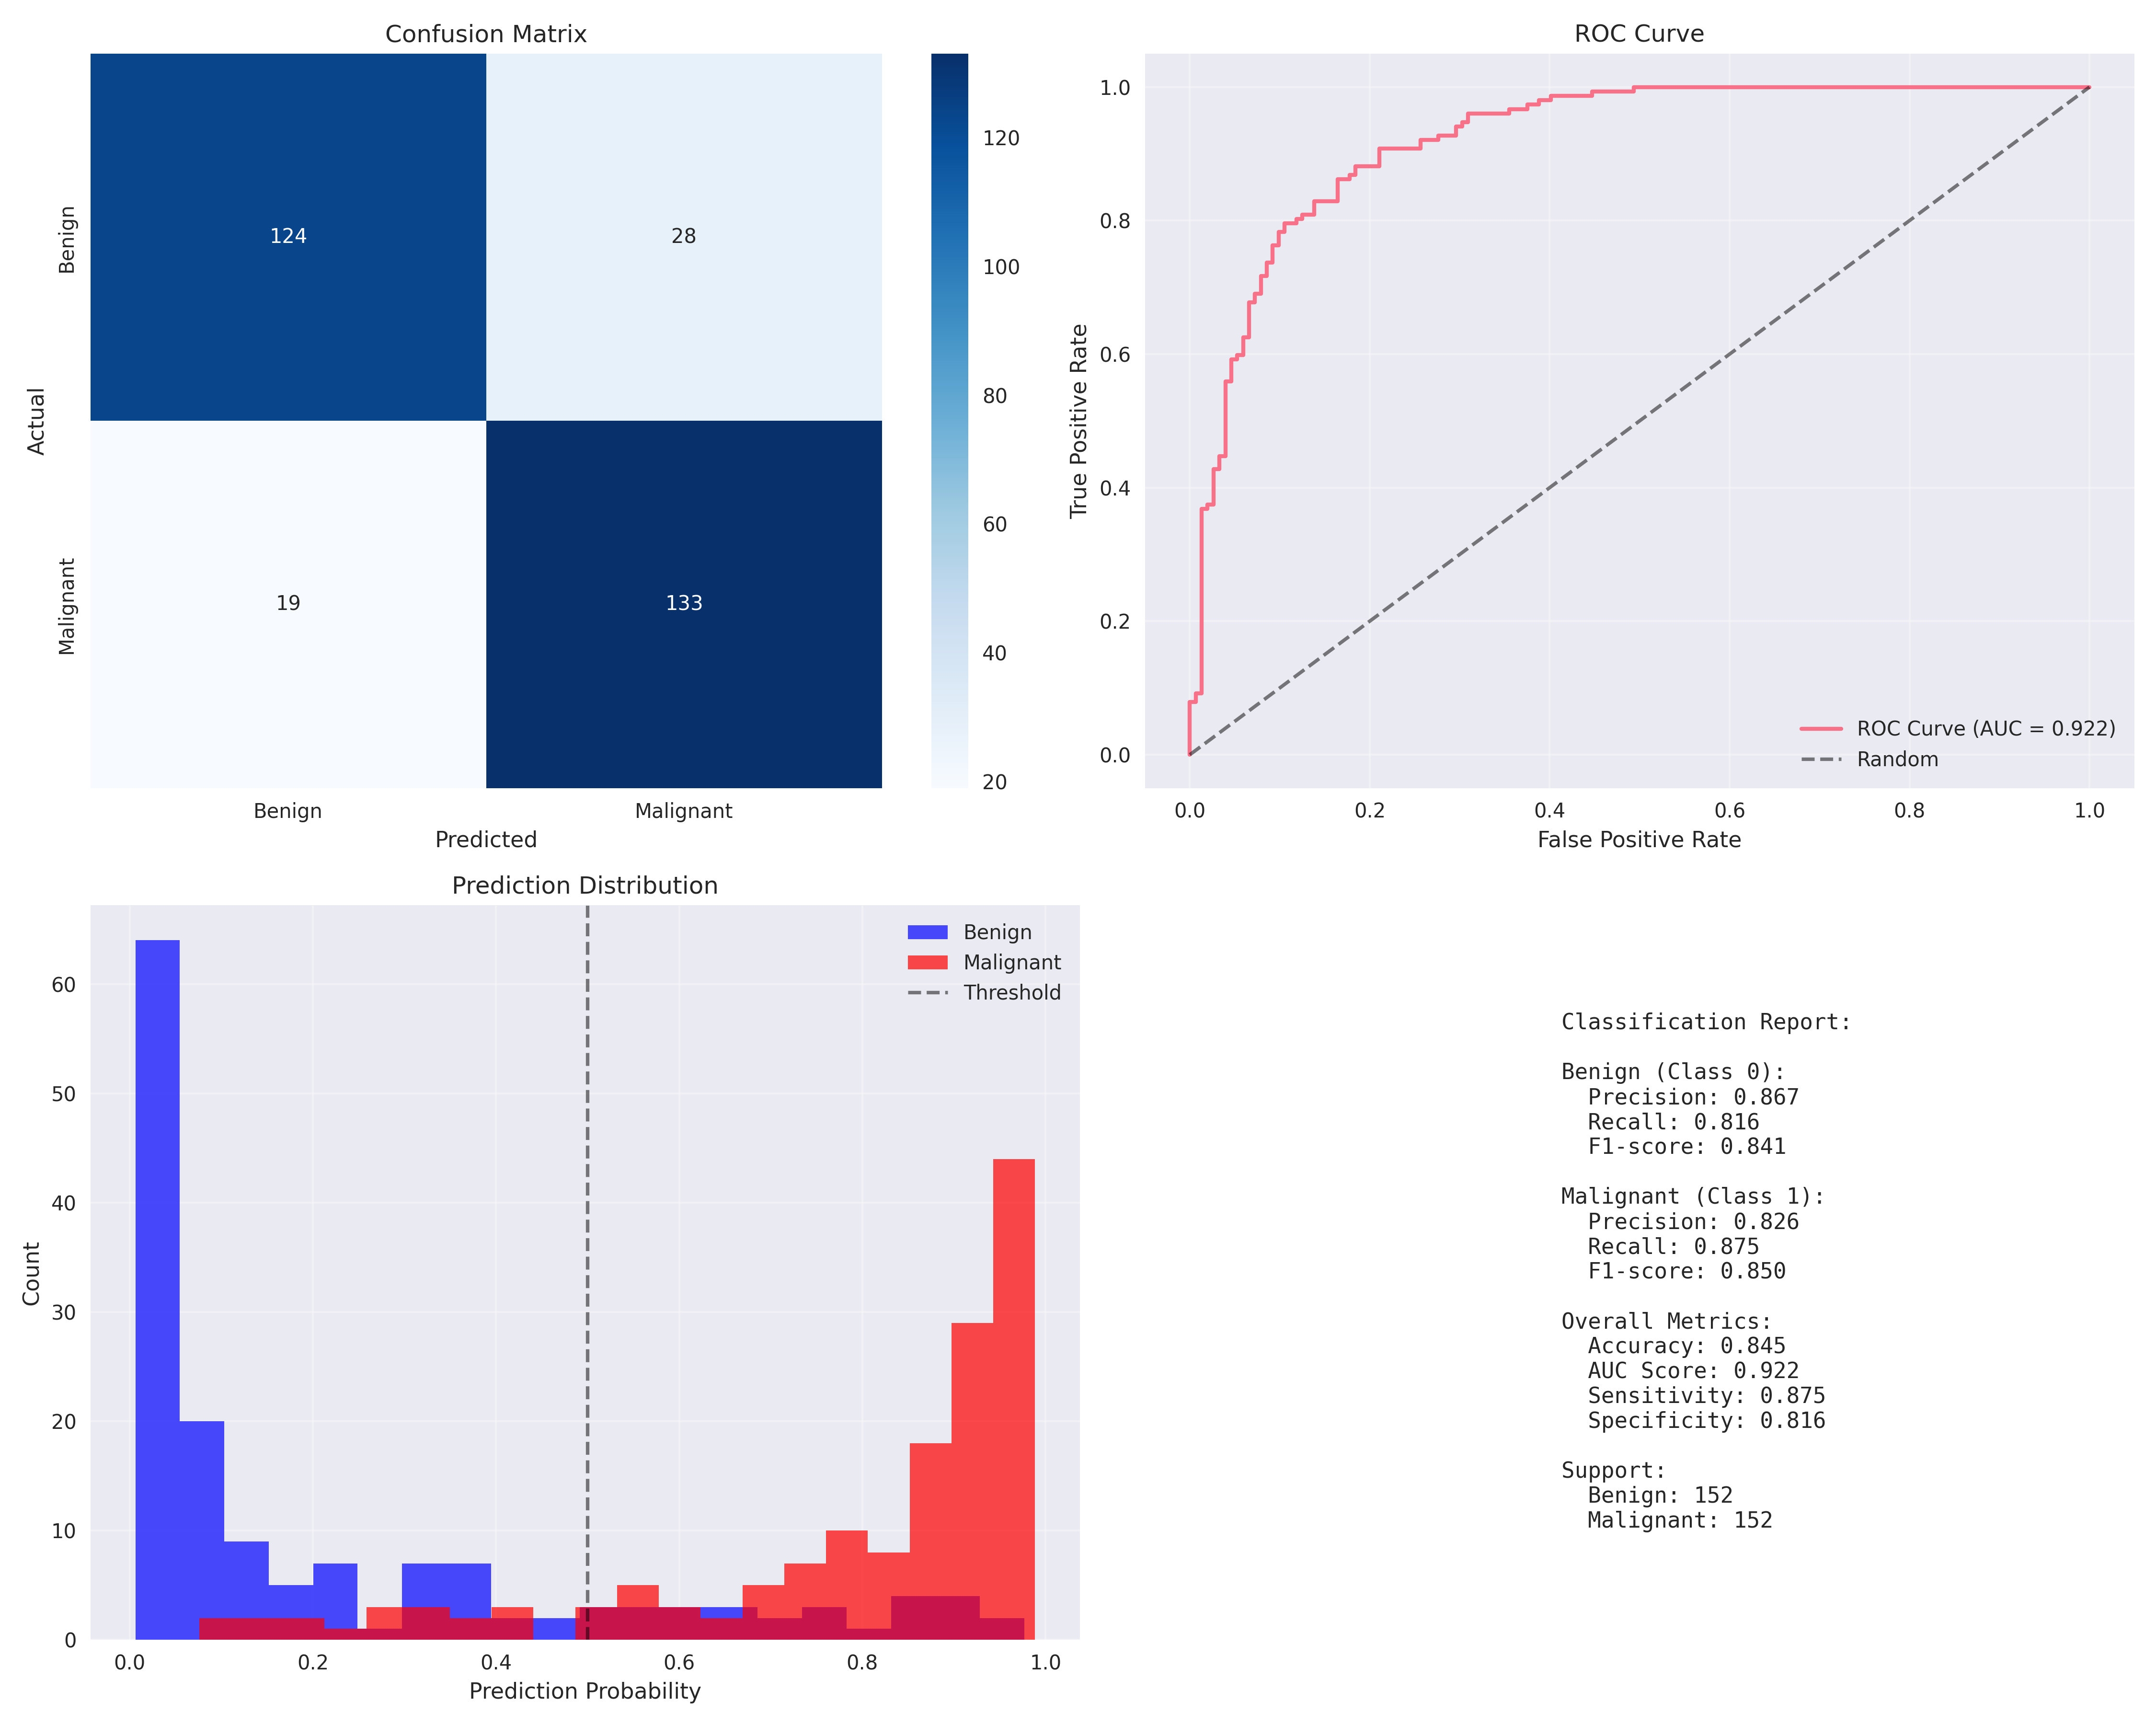 Confusion Matrix
Actual
Benign
Malignant
124
28
19
133
Benign
Malignant
Predicted
120
100
80
60
40
20
ROC Curve
True Positive Rate
1.0
0.8
0.6
0.4
0.2
0.0
ROC Curve (AUC = 0.922)
Random
0.0
0.2
0.4
0.6
0.8
1.0
False Positive Rate
Prediction Distribution
Count
60
50
40
30
20
10
0
Benign
Malignant
Threshold
0.0
0.2
0.4
0.6
0.8
1.0
Prediction Probability
Classification Report:
Benign (Class 0):
Precision: 0.867
Recall: 0.816
F1-score: 0.841
Malignant (Class 1):
Precision: 0.826
Recall: 0.875
F1-score: 0.850
Overall Metrics:
Accuracy: 0.845
AUC Score: 0.922
Sensitivity: 0.875
Specificity: 0.816
Support:
Benign: 152
Malignant: 152